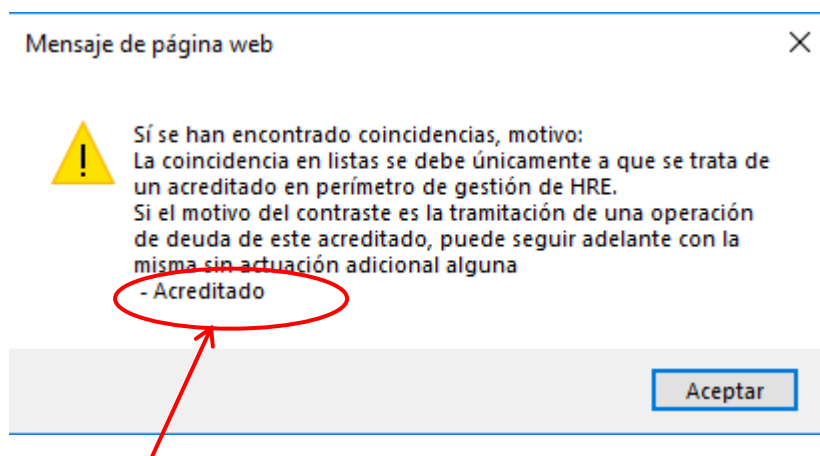 Mensaje de página web
Sí se han encontrado coincidencias, motivo:
La coincidencia en listas se debe únicamente a que se trata de
un acreditado en perímetro de gestión de HRE.
Si el motivo del contraste es la tramitación de una operación
de deuda de este acreditado, puede seguir adelante con la
misma sin actuación adicional alguna
- Acreditado
Aceptar